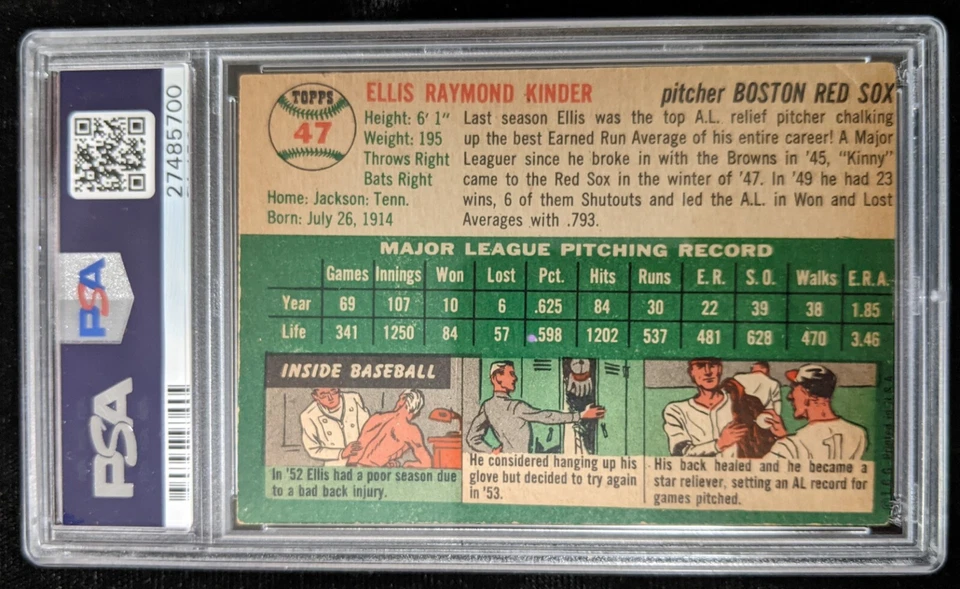 27485700
PSA
PSA
TOPPS
47
ELLIS RAYMOND KINDER
pitcher BOSTON RED SOX
Height: 6' 1"
Weight: 195
Throws Right
Bats Right
Home: Jackson: Tenn.
Born: July 26, 1914
Last season Ellis was the top A.L. relief pitcher chalking
up the best Earned Run Average of his entire career! A Major
Leaguer since he broke in with the Browns in '45, "Kinny"
came to the Red Sox in the winter of '47. In '49 he had 23
wins, 6 of them Shutouts and led the A.L. in Won and Lost
Averages with .793.
MAJOR LEAGUE PITCHING RECORD
Games Innings Won Lost Pct. Hits Runs E.R. S.O. Walks E.R.A.
Year 69 107 10 6 .625 84 30 22 39 38 1.85
Life 341 1250 84 57 .598 1202 537 481 628 470 3.46
INSIDE BASEBALL
In '52 Ellis had a poor season due
to a bad back injury.
He considered hanging up his
glove but decided to try again
in '53.
1
His back healed and he became a
star reliever, setting an AL record for
games pitched.